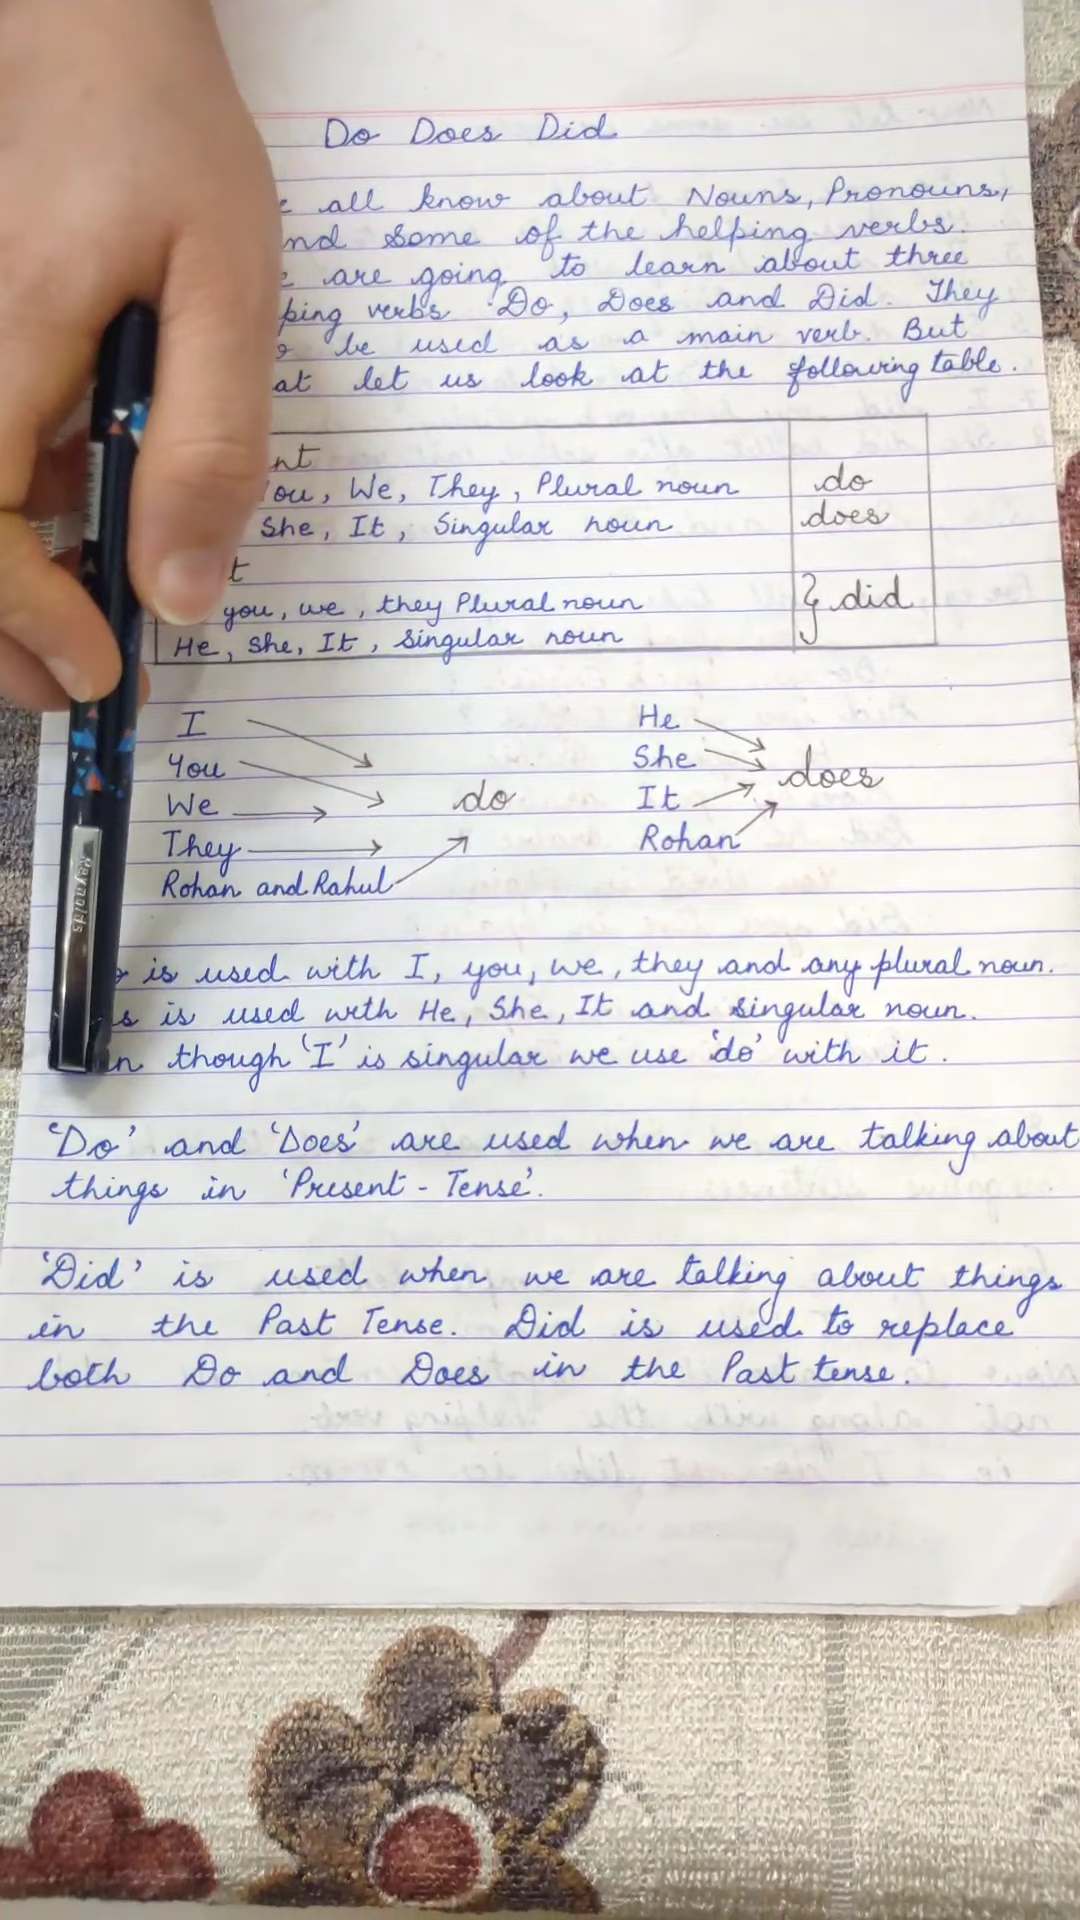 Do Does Did
all know about Nouns, Pronouns,
some of the helping verbs.
are going to learn about three
verbs Do, Does and Did. They
be used as a main verb. But
let us look at the following table.
We, They, Plural noun do
She, It, Singular noun does
you, we, they Plural noun
} did
He, She, It, Singular noun
I
You
We
They
Rohan and Rahul
do
He
She
It
Rohan
does
Reynolds
is used with I, you, we, they and any plural noun.
is used with He, She, It and singular noun.
though 'I' is singular we use 'do' with it.
'Do' and 'Does' are used when we are talking about
things in 'Present - Tense'.
'Did' is used when we are talking about things
in the Past Tense. Did is used to replace
both Do and Does in the Past tense.